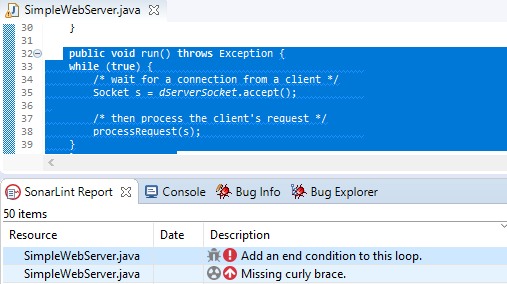 SimpleWebServer.java
30 }
31
32 public void run() throws Exception {
33 while (true) {
34 /* wait for a connection from a client */
35 Socket s = dServerSocket.accept();
36
37 /* then process the client's request */
38 processRequest(s);
39 }
SonarLint Report Console Bug Info Bug Explorer
50 items
Resource Date Description
SimpleWebServer.java Add an end condition to this loop.
SimpleWebServer.java Missing curly brace.